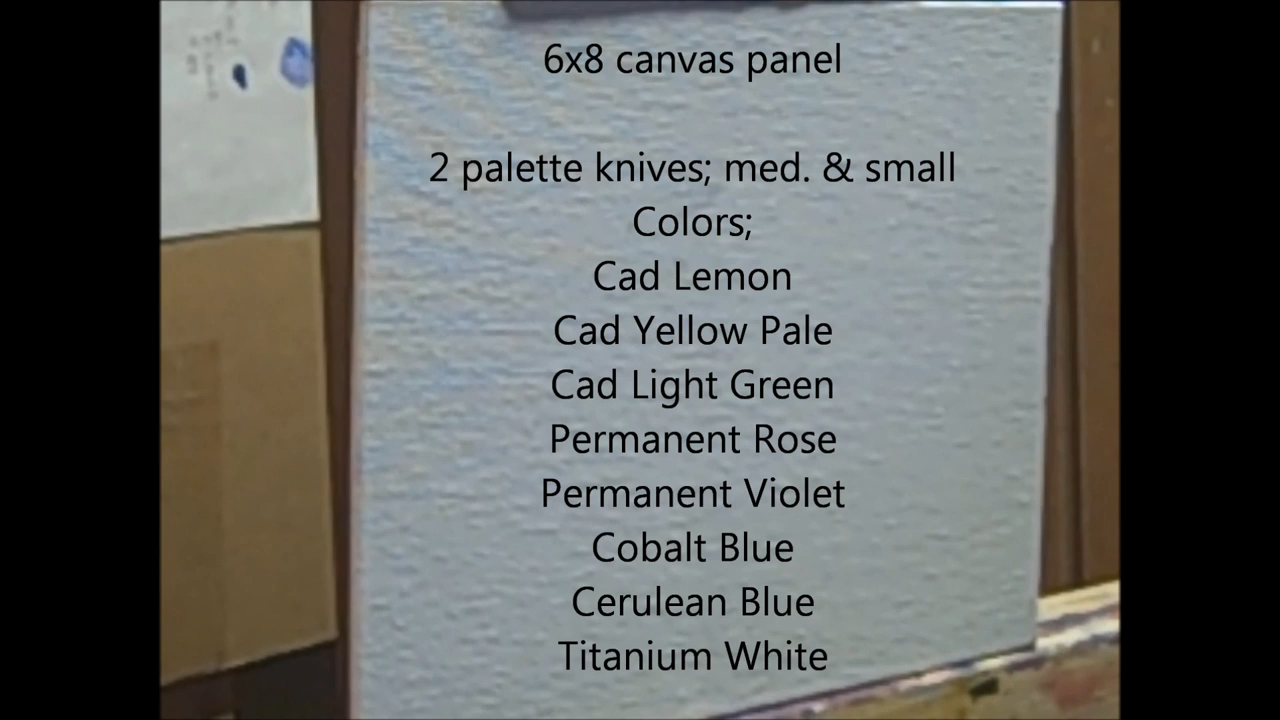 6x8 canvas panel
2 palette knives; med. & small
Colors;
Cad Lemon
Cad Yellow Pale
Cad Light Green
Permanent Rose
Permanent Violet
Cobalt Blue
Cerulean Blue
Titanium White